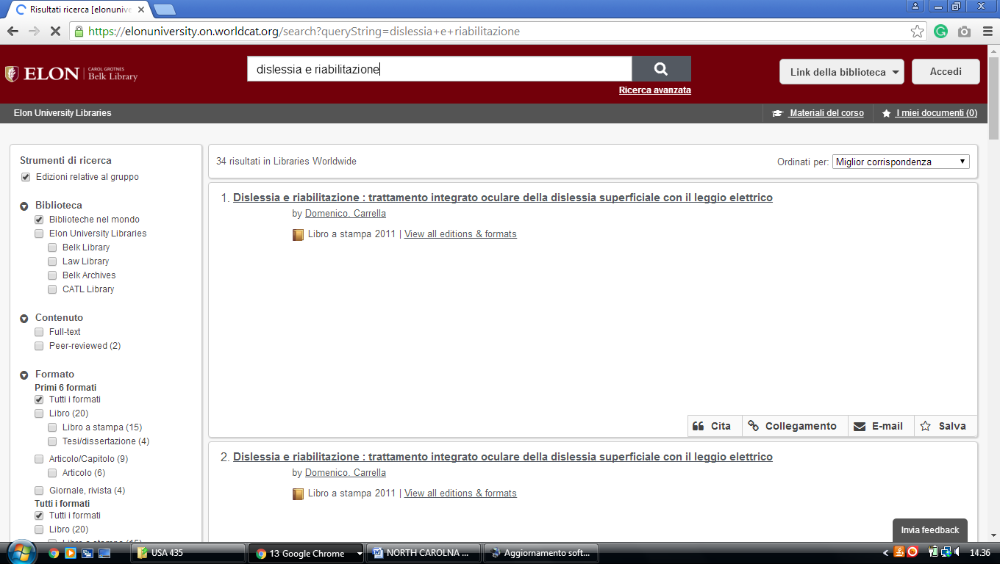 Risultati ricerca [elonunive
https://elonuniversity.on.worldcat.org/search?queryString=dislessia+e+riabilitazione
ELON CAROL GROTNES Belk Library
dislessia e riabilitazione
Ricerca avanzata
Link della biblioteca
Accedi
Elon University Libraries
Materiali del corso
I miei documenti (0)
Strumenti di ricerca
Edizioni relative al gruppo
Biblioteca
Biblioteche nel mondo
Elon University Libraries
Belk Library
Law Library
Belk Archives
CATL Library
Contenuto
Full-text
Peer-reviewed (2)
Formato
Primi 6 formati
Tutti i formati
Libro (20)
Libro a stampa (15)
Tesi/dissertazione (4)
Articolo/Capitolo (9)
Articolo (6)
Giornale, rivista (4)
Tutti i formati
Tutti i formati
Libro (20)
Libro a stampa (15)
34 risultati in Libraries Worldwide
Ordinati per: Miglior corrispondenza
1. Dislessia e riabilitazione : trattamento integrato oculare della dislessia superficiale con il leggio elettrico
by Domenico. Carrella
Libro a stampa 2011 | View all editions & formats
Cita
Collegamento
E-mail
Salva
2. Dislessia e riabilitazione : trattamento integrato oculare della dislessia superficiale con il leggio elettrico
by Domenico. Carrella
Libro a stampa 2011 | View all editions & formats
Invia feedback
USA 435
13 Google Chrome
NORTH CAROLNA ...
Aggiornamento soft...
14.36